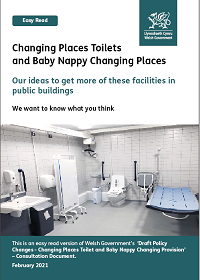 Easy Read
Llywodraeth Cymru
Welsh Government
Changing Places Toilets
and Baby Nappy Changing Places
Our ideas to get more of these facilities in
public buildings
We want to know what you think
This is an easy read version of Welsh Government's 'Draft Policy
Changes - Changing Places Toilet and Baby Nappy Changing Provision'
– Consultation Document.
February 2021